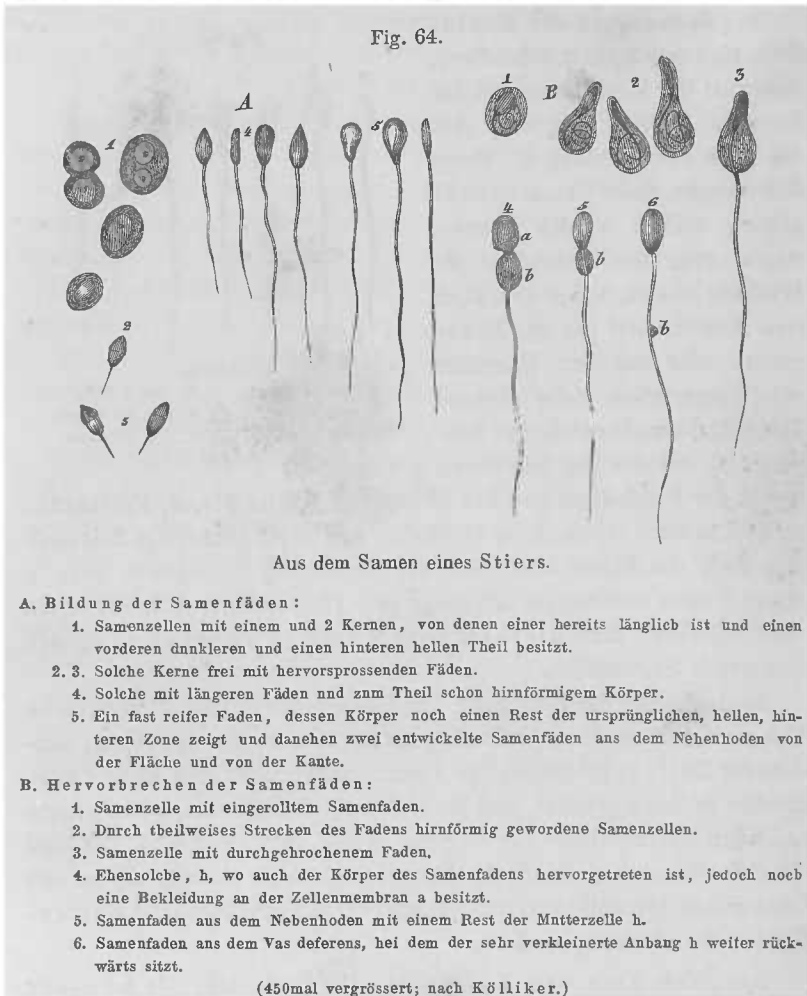 Fig. 64.
1
A
4
5
2
3
1
B
2
3
4
a
b
5
b
6
b
Aus dem Samen eines Stiers.
A. Bildung der Samenfäden:
1. Samenzellen mit einem und 2 Kernen, von denen einer hereits länglich ist und einen
vorderen dnnkleren und einen hinteren hellen Theil besitzt.
2. 3. Solche Kerne frei mit hervorsprossenden Fäden.
4. Solche mit längeren Fäden nnd znm Theil schon hirnförmigem Körper.
5. Ein fast reifer Faden, dessen Körper noch einen Rest der ursprünglichen, hellen, hin-
teren Zone zeigt und danehen zwei entwickelte Samenfäden ans dem Nehenhoden von
der Fläche und von der Kante.
B. Hervorbrechen der Samenfäden:
1. Samenzelle mit eingerolltem Samenfaden.
2. Dnrch tbeilweises Strecken des Fadens hirnförmig gewordene Samenzellen.
3. Samenzelle mit durchgehrochenem Faden.
4. Ehensolcbe, h, wo auch der Körper des Samenfadens hervorgetreten ist, jedoch nocb
eine Bekleidung an der Zellenmembran a besitzt.
5. Samenfaden aus dem Nebenhoden mit einem Rest der Mntterzelle h.
6. Samenfaden ans dem Vas deferens, hei dem der sehr verkleinerte Anbang h weiter rück-
wärts sitzt.
(450mal vergrössert; nach Kölliker.)